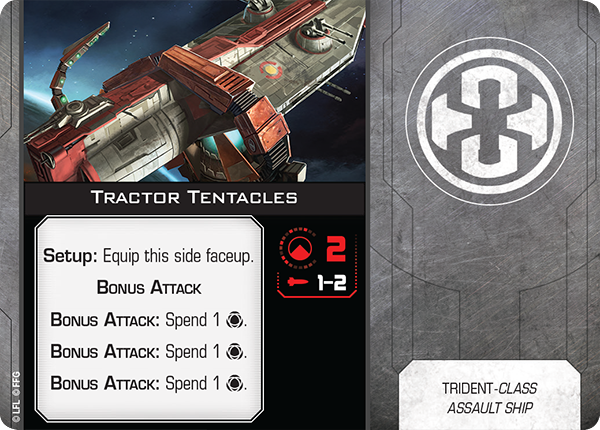 TRACTOR TENTACLES
Setup: Equip this side faceup.
BONUS ATTACK
BONUS ATTACK: Spend 1 .
BONUS ATTACK: Spend 1 .
BONUS ATTACK: Spend 1 .
2
1-2
TRIDENT-CLASS
ASSAULT SHIP
© LFL © FFG